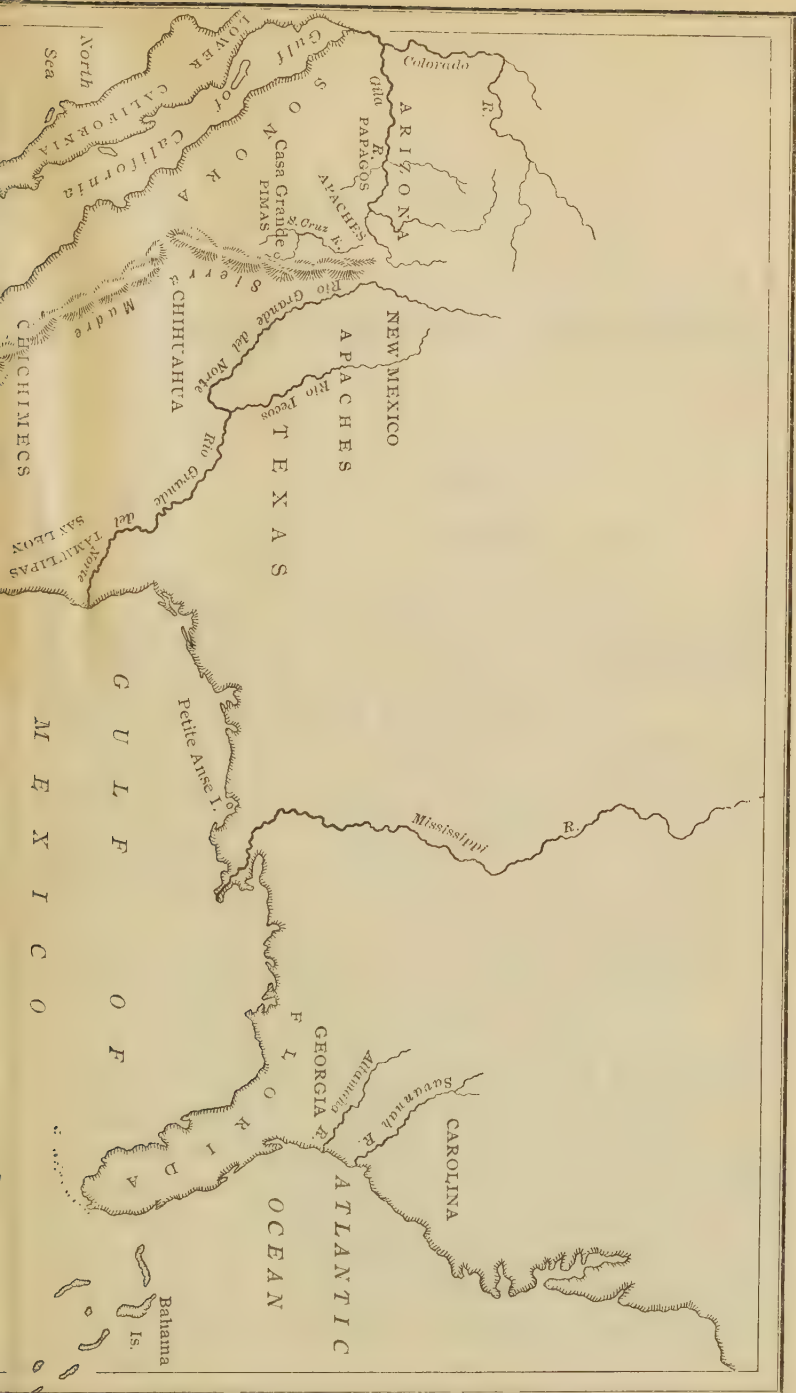 Colorado
R.
ARIZONA
Gila R.
PAPAGOS
APACHES
Casa Grande
PIMAS
S. Cruz R.
SONORA
Gulf of California
LOWER CALIFORNIA
North
Sea
Sierra
Madre
CHIHUAHUA
CHICHIMECS
NEW MEXICO
APACHES
Rio Grande del Norte
Rio Pecos
TEXAS
Rio Grande del Norte
SAN LEON
TAMULIPAS
Petite Anse I.
Mississippi
R.
GULF OF
MEXICO
FLORIDA
GEORGIA
Altamaha R.
Savannah R.
CAROLINA
ATLANTIC
OCEAN
Bahama
Is.